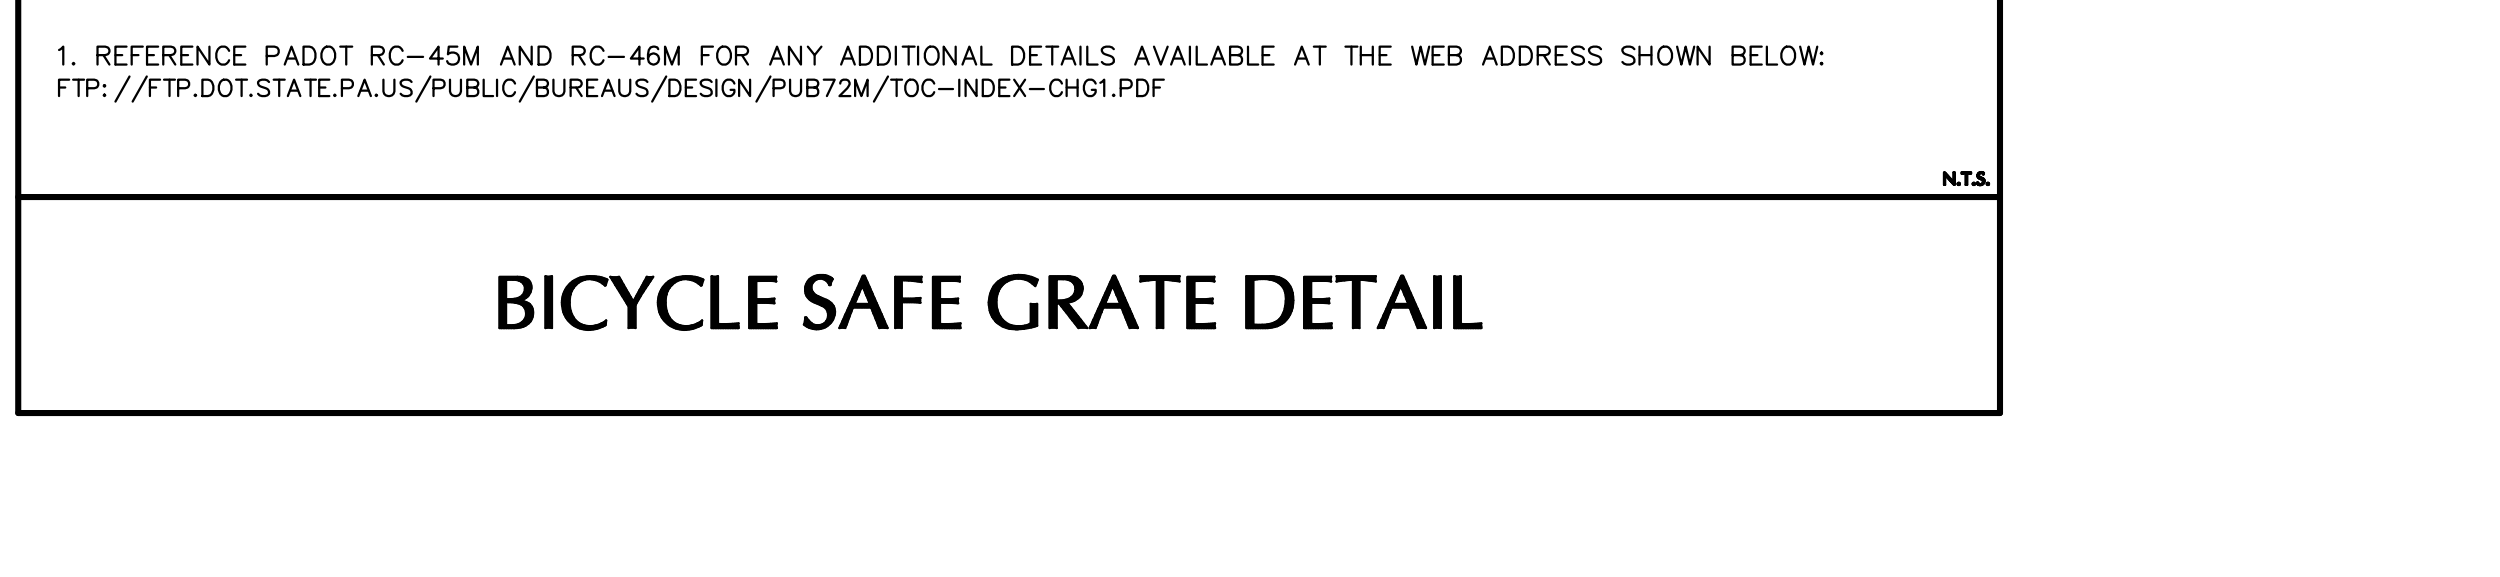 1. REFERENCE PADOT RC-45M AND RC-46M FOR ANY ADDITIONAL DETAILS AVAILABLE AT THE WEB ADDRESS SHOWN BELOW:
FTP://FTP.DOT.STATE.PA.US/PUBLIC/BUREAUS/DESIGN/PUB72M/TOC-INDEX-CHG1.PDF
N.T.S.
BICYCLE SAFE GRATE DETAIL